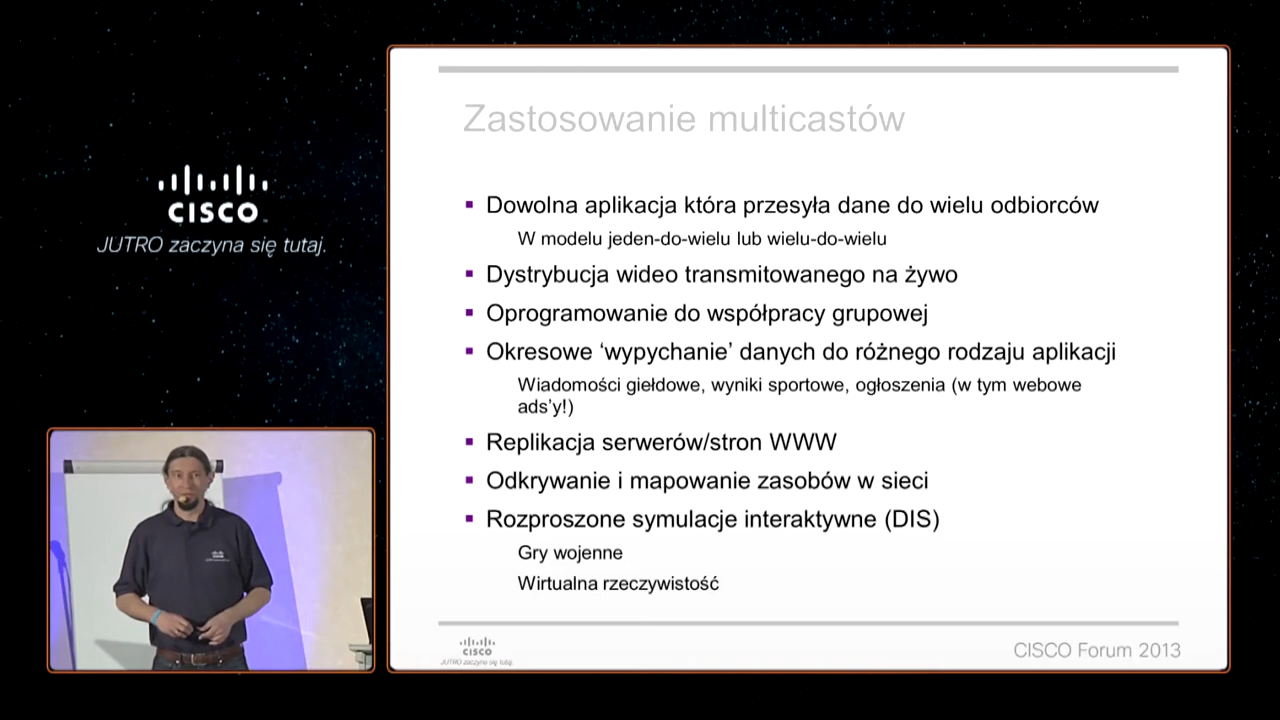 CISCO
JUTRO zaczyna się tutaj.
Zastosowanie multicastów
Dowolna aplikacja która przesyła dane do wielu odbiorców
W modelu jeden-do-wielu lub wielu-do-wielu
Dystrybucja wideo transmitowanego na żywo
Oprogramowanie do współpracy grupowej
Okresowe ‘wypychanie’ danych do różnego rodzaju aplikacji
Wiadomości giełdowe, wyniki sportowe, ogłoszenia (w tym webowe
ads’y!)
Replikacja serwerów/stron WWW
Odkrywanie i mapowanie zasobów w sieci
Rozproszone symulacje interaktywne (DIS)
Gry wojenne
Wirtualna rzeczywistość
CISCO
JUTRO zaczyna się tutaj.
CISCO Forum 2013